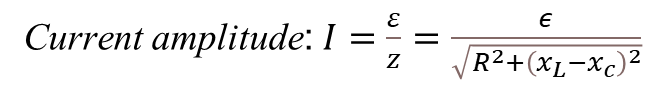 Current amplitude: I = ε/z = ϵ/√(R²+(x_L−x_C)²)